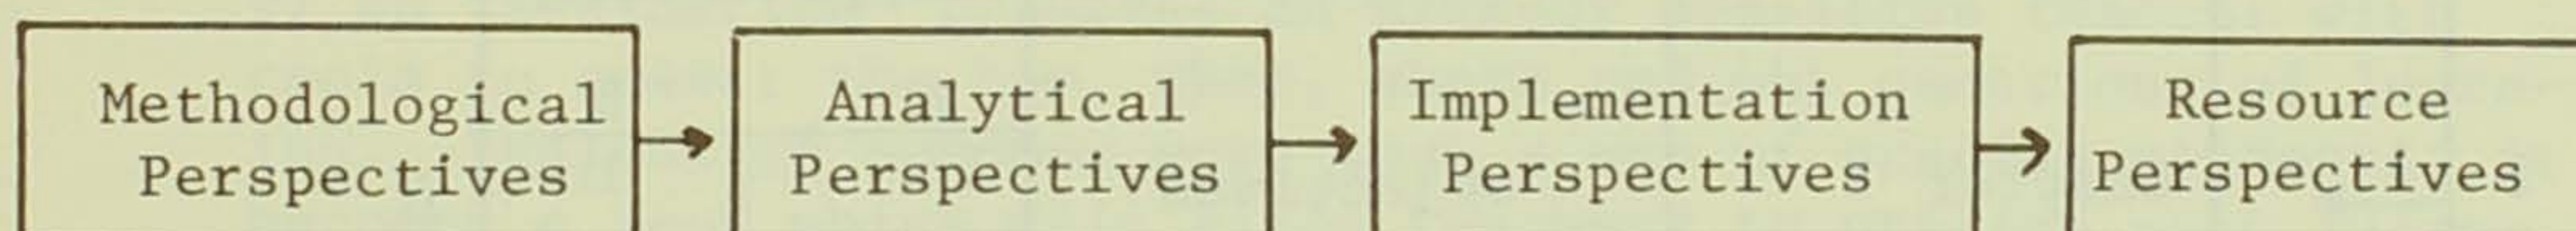 Methodological
Perspectives
Analytical
Perspectives
Implementation
Perspectives
Resource
Perspectives